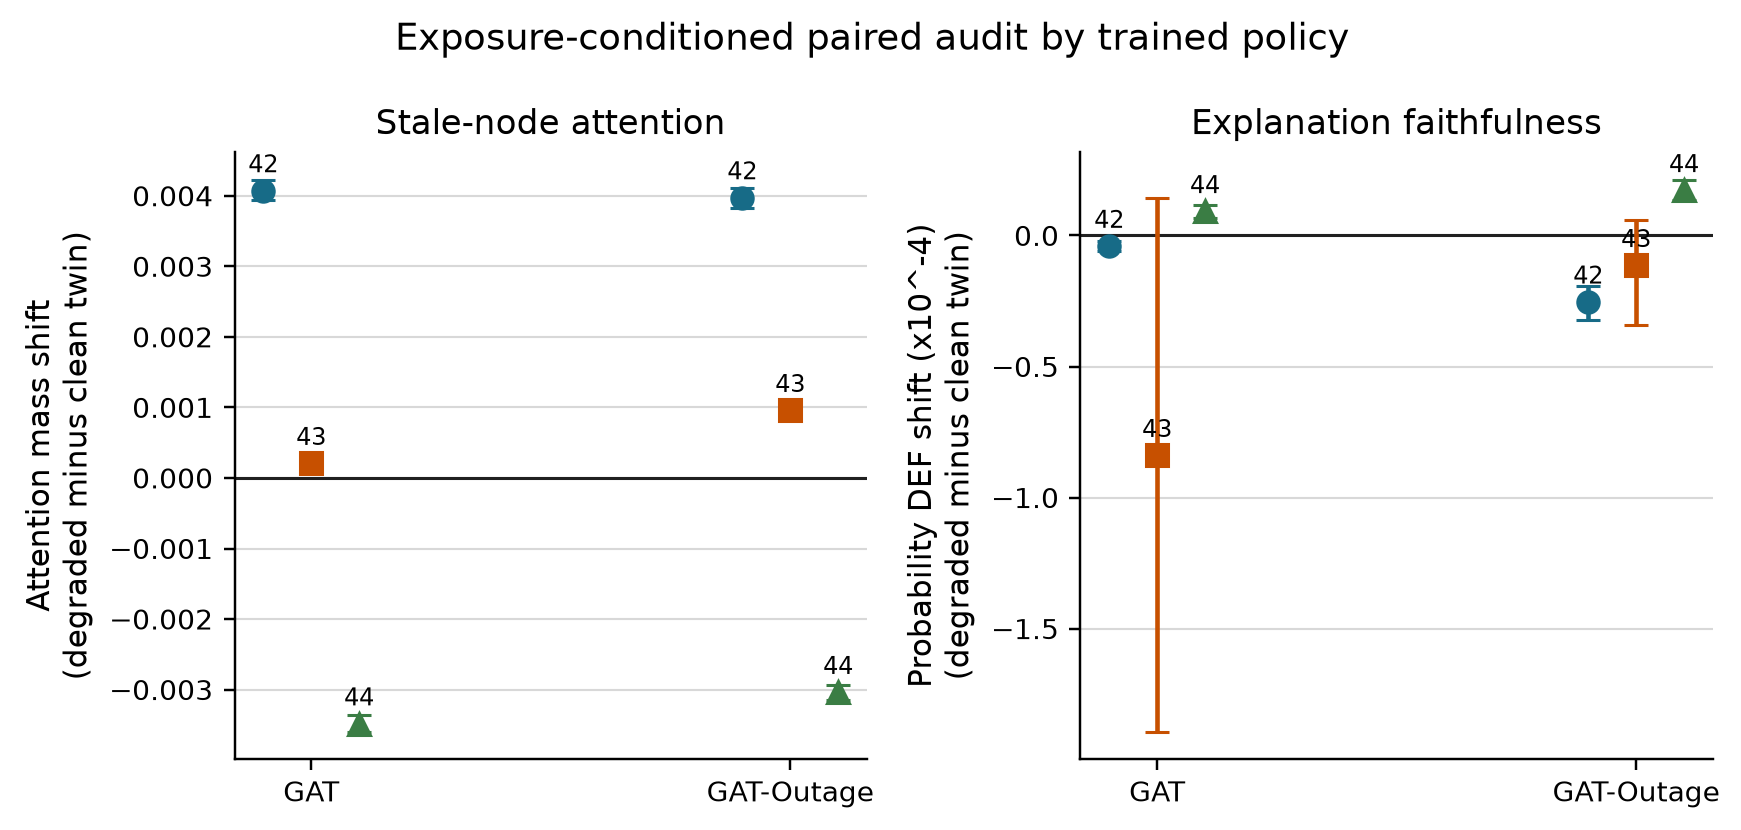 Exposure-conditioned paired audit by trained policy
Stale-node attention
Attention mass shift
(degraded minus clean twin)
0.004
0.003
0.002
0.001
0.000
−0.001
−0.002
−0.003
42
43
44
42
43
44
GAT
GAT-Outage
Explanation faithfulness
Probability DEF shift (x10^-4)
(degraded minus clean twin)
0.0
−0.5
−1.0
−1.5
42
43
44
42
43
44
GAT
GAT-Outage